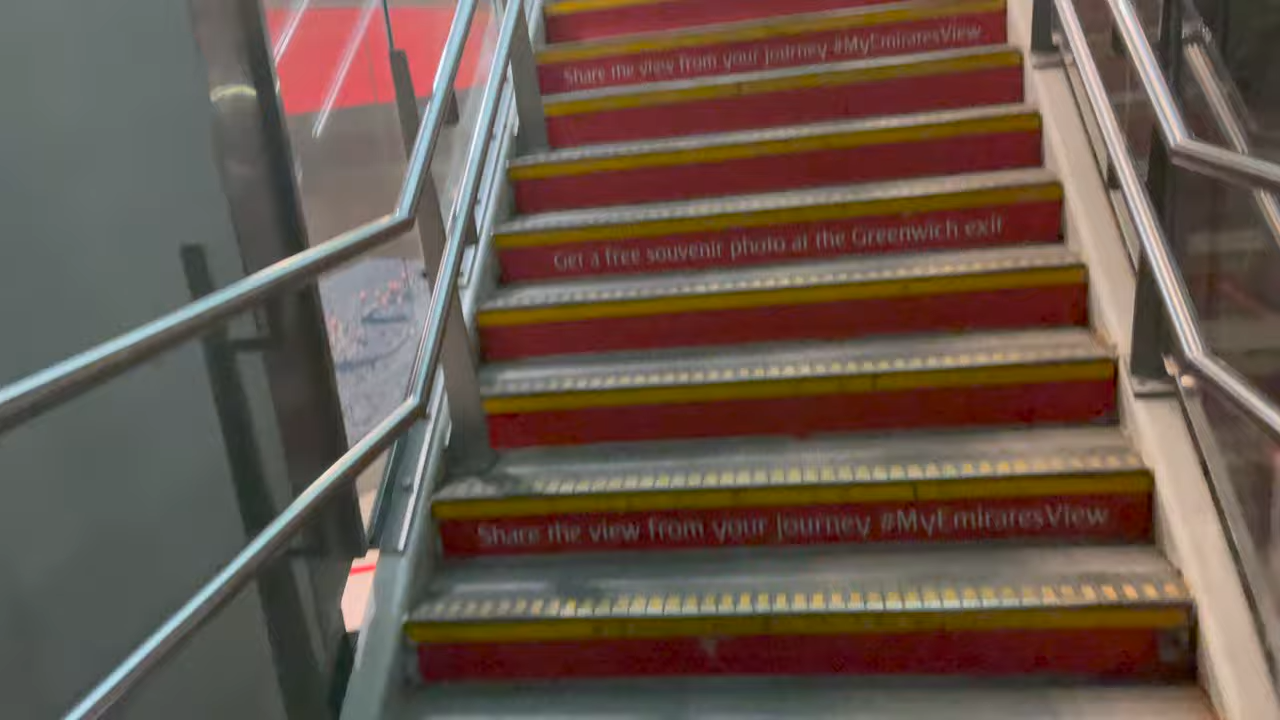 Share the view from your journey #MyEmiratesView
Get a free souvenir photo at the Greenwich exit
Share the view from your journey #MyEmiratesView